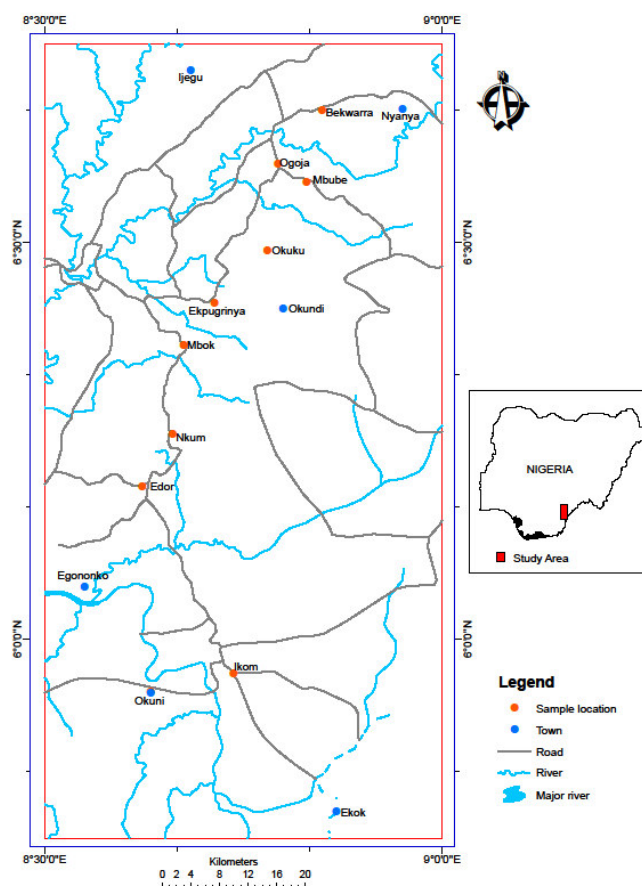 8°30'0"E
9°0'0"E
Ijegu
Bekwarra
Nyanya
N
Ogoja
Mbube
6°30'0"N
6°30'0"N
Okuku
Ekpugrinya
Okundi
Mbok
Nkum
NIGERIA
Edor
Study Area
Egononko
6°0'0"N
6°0'0"N
Ikom
Okuni
Legend
Sample location
Town
Road
River
Major river
Ekok
8°30'0"E
Kilometers
9°0'0"E
0 2 4 8 12 16 20